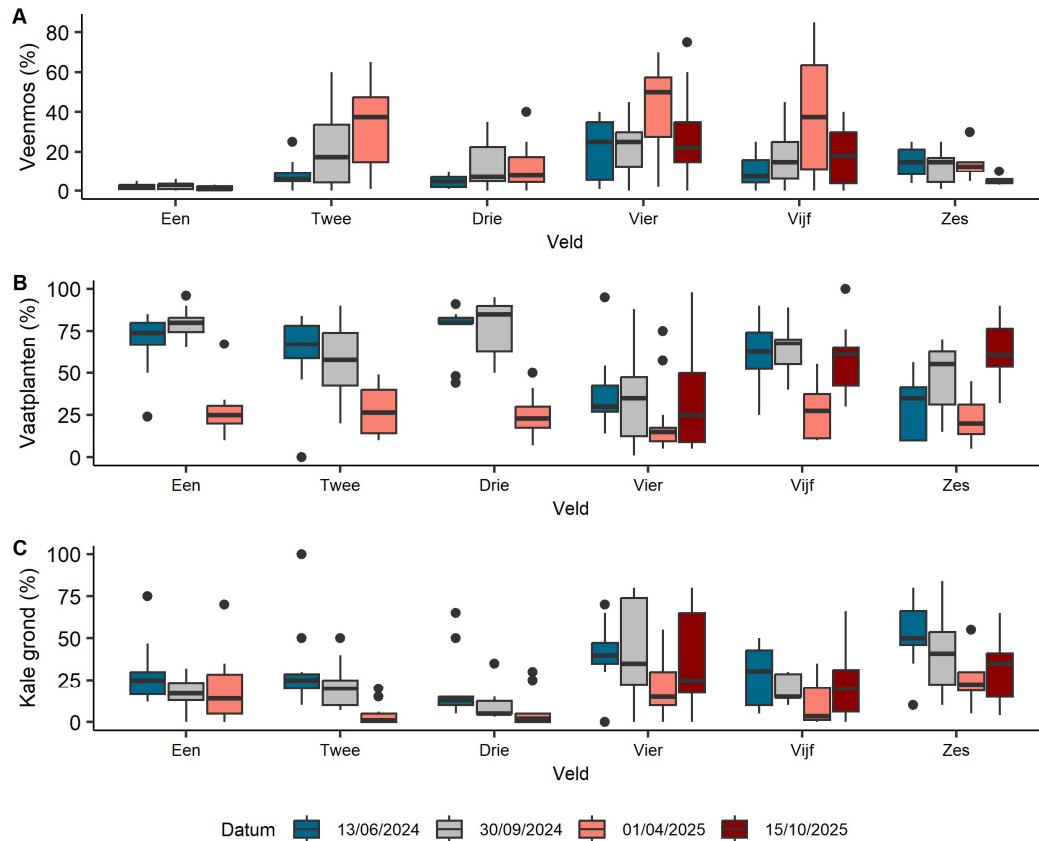 A
Veenmos (%)
80
60
40
20
0
Een Twee Drie Vier Vijf Zes
Veld
B
Vaatplanten (%)
100
75
50
25
0
Een Twee Drie Vier Vijf Zes
Veld
C
Kale grond (%)
100
75
50
25
0
Een Twee Drie Vier Vijf Zes
Veld
Datum 13/06/2024 30/09/2024 01/04/2025 15/10/2025